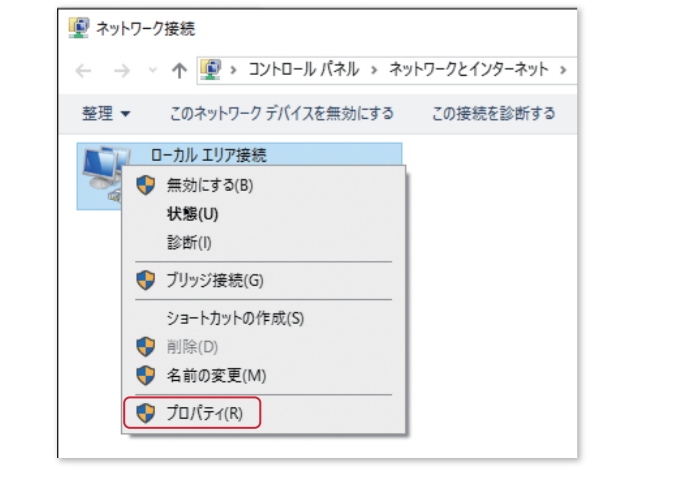 ネットワーク接続
コントロール パネル › ネットワークとインターネット ›
整理 このネットワーク デバイスを無効にする この接続を診断する
ローカル エリア接続
無効にする(B)
状態(U)
診断(I)
ブリッジ接続(G)
ショートカットの作成(S)
削除(D)
名前の変更(M)
プロパティ(R)